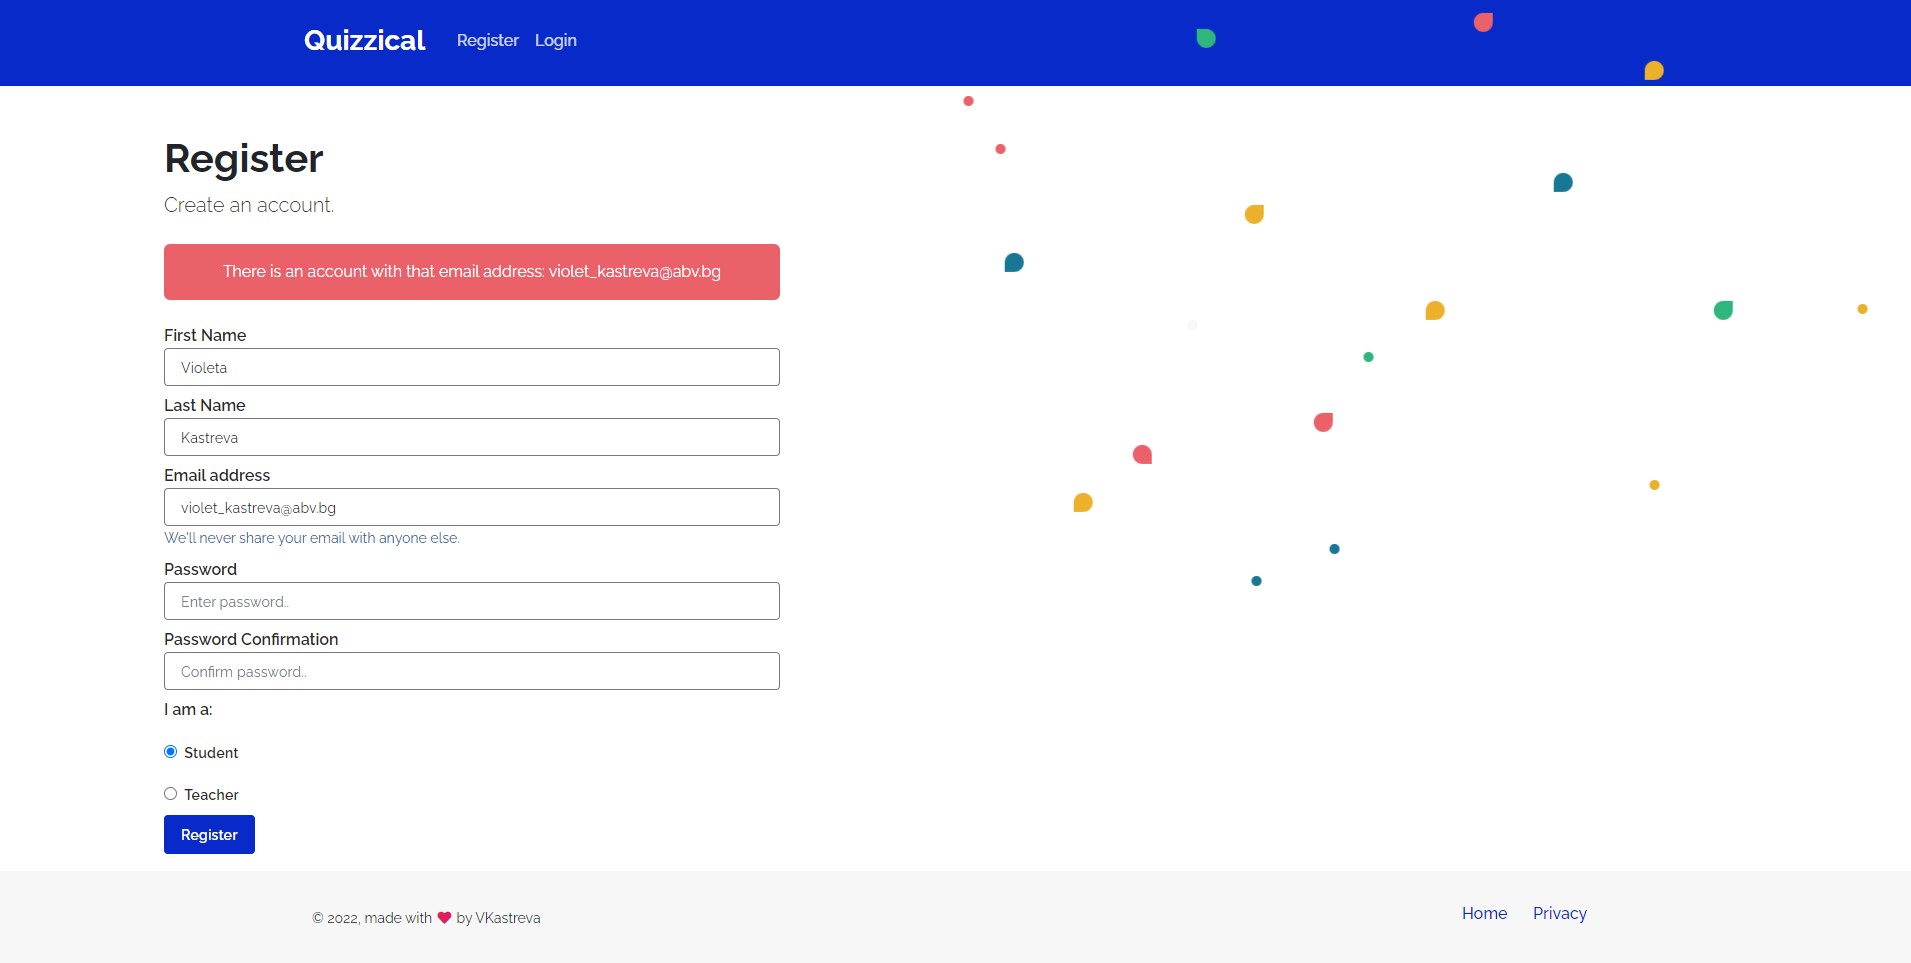 Quizzical Register Login
Register
Create an account.
There is an account with that email address: violet_kastreva@abv.bg
First Name
Violeta
Last Name
Kastreva
Email address
violet_kastreva@abv.bg
We'll never share your email with anyone else.
Password
Enter password..
Password Confirmation
Confirm password..
I am a:
Student
Teacher
Register
© 2022, made with ❤ by VKastreva
Home Privacy